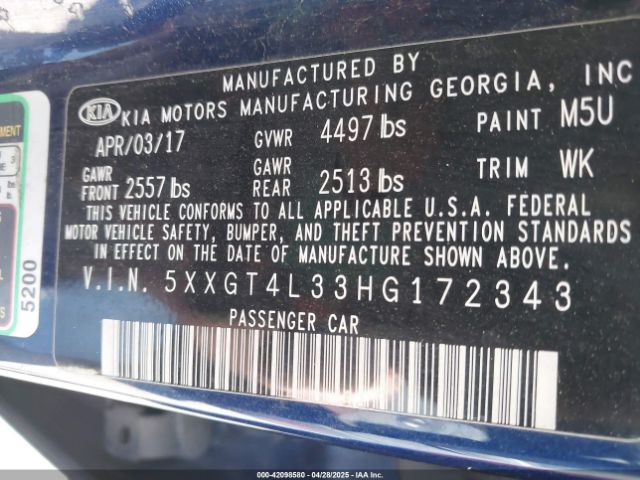 MANUFACTURED BY
KIA KIA MOTORS MANUFACTURING GEORGIA, INC
APR/03/17 GVWR 4497 lbs PAINT M5U
GAWR FRONT 2557 lbs GAWR REAR 2513 lbs TRIM WK
THIS VEHICLE CONFORMS TO ALL APPLICABLE U.S.A. FEDERAL
MOTOR VEHICLE SAFETY, BUMPER, AND THEFT PREVENTION STANDARDS
IN EFFECT ON THE DATE OF MANUFACTURE SHOWN ABOVE.
V.I.N. 5XXGT4L33HG172343
PASSENGER CAR
5200
000-42098580 04/28/2025 IAAI.COM